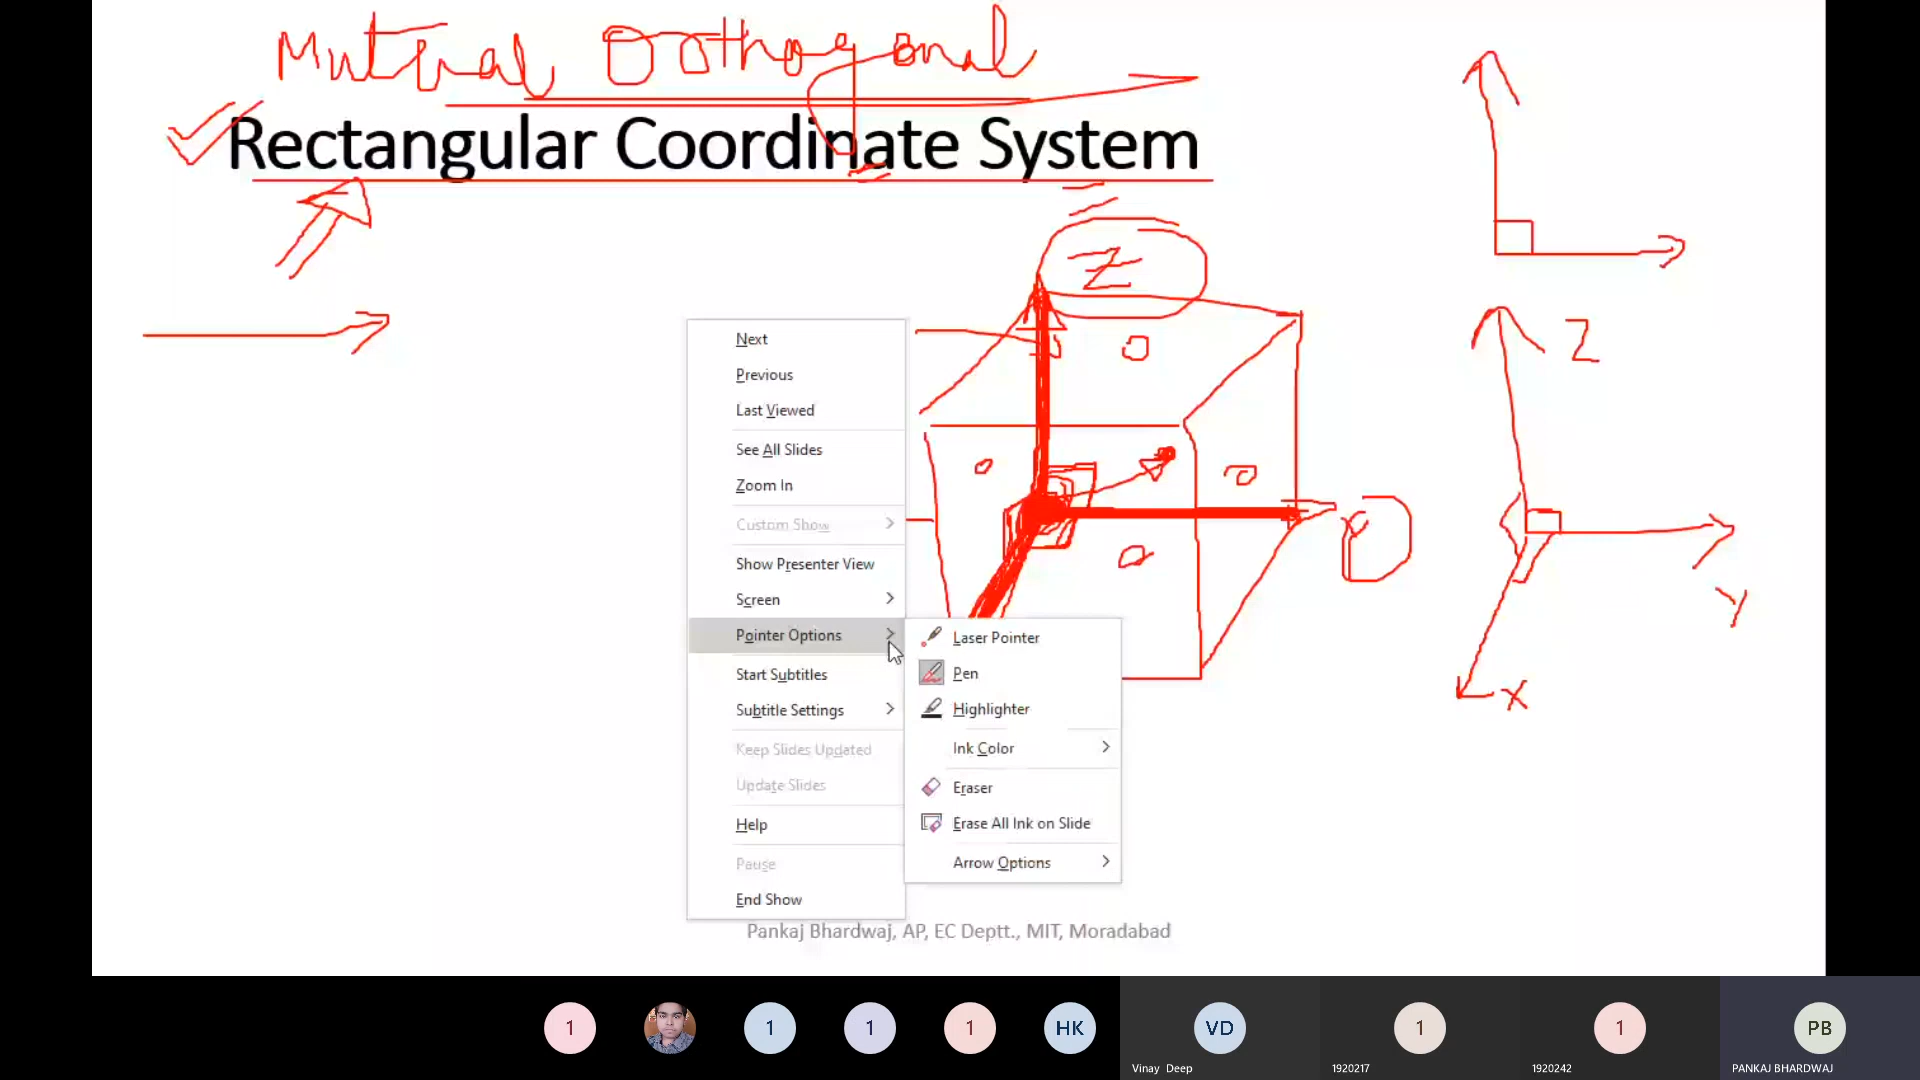 Mutual Orthogonal
Rectangular Coordinate System
Z
Z
Y
X
Next
Previous
Last Viewed
See All Slides
Zoom In
Custom Show
Show Presenter View
Screen
Pointer Options
Start Subtitles
Subtitle Settings
Keep Slides Updated
Update Slides
Help
Pause
End Show
Laser Pointer
Pen
Highlighter
Ink Color
Eraser
Erase All Ink on Slide
Arrow Options
Pankaj Bhardwaj, AP, EC Deptt., MIT, Moradabad
1
1
1
1
HK
VD
Vinay Deep
1
1920217
1
1920242
PB
PANKAJ BHARDWAJ